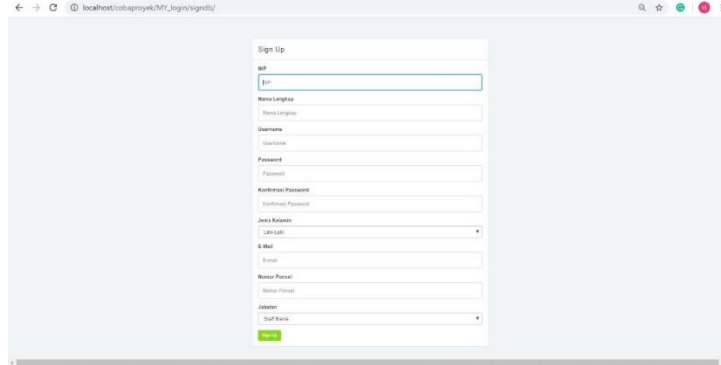 localhost/cobaproyek/MY_login/signdb/
H
Sign Up
NIP
NIP
Nama Lengkap
Nama Lengkap
Username
Username
Password
Password
Konfirmasi Password
Konfirmasi Password
Jenis Kelamin
Laki-Laki
E-Mail
E-mail
Nomor Ponsel
Nomor Ponsel
Jabatan
Staff Bisnis
Sign Up